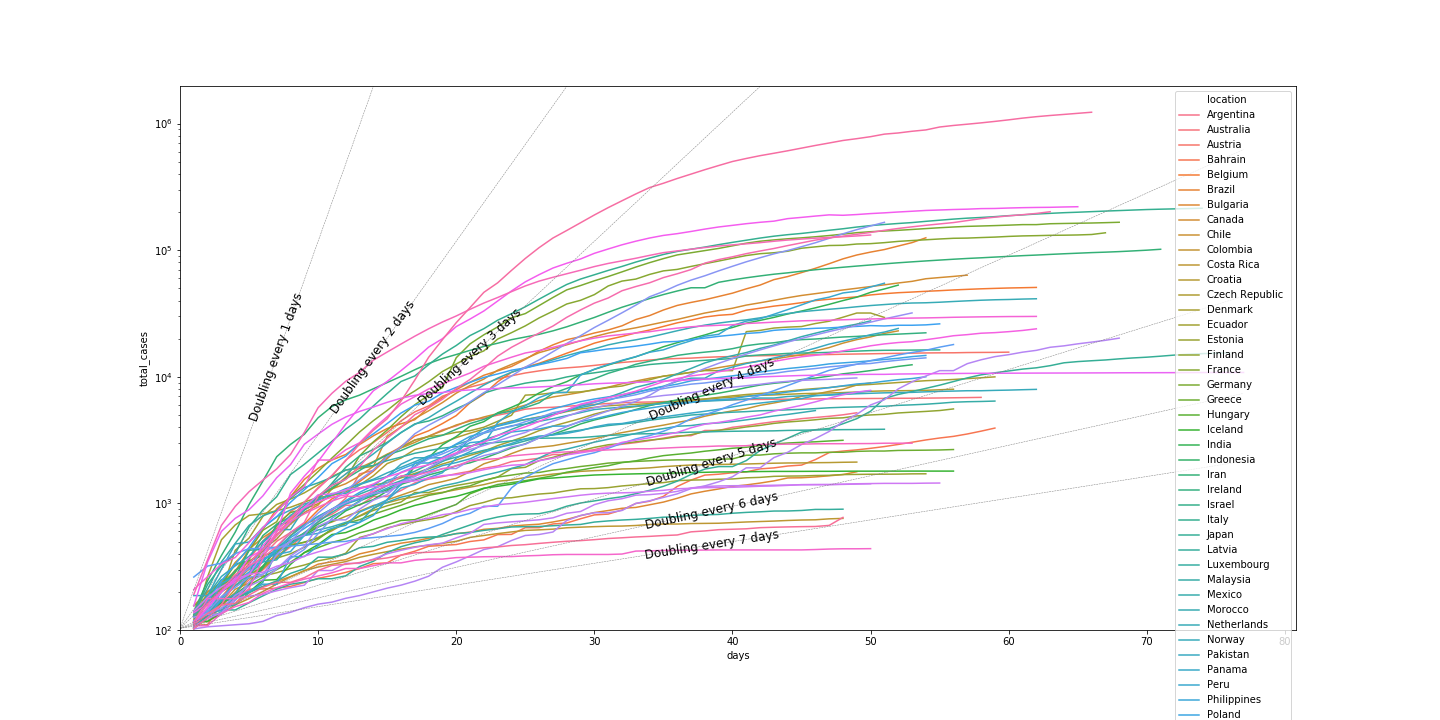 location
Argentina
Australia
Austria
Bahrain
Belgium
Brazil
Bulgaria
Canada
Chile
Colombia
Costa Rica
Croatia
Czech Republic
Denmark
Ecuador
Estonia
Finland
France
Germany
Greece
Hungary
Iceland
India
Indonesia
Iran
Ireland
Israel
Italy
Japan
Latvia
Luxembourg
Malaysia
Mexico
Morocco
Netherlands
Norway
Pakistan
Panama
Peru
Philippines
Poland
total_cases
10⁶
10⁵
10⁴
10³
10²
Doubling every 1 days
Doubling every 2 days
Doubling every 3 days
Doubling every 4 days
Doubling every 5 days
Doubling every 6 days
Doubling every 7 days
0 10 20 30 40 50 60 70 80
days